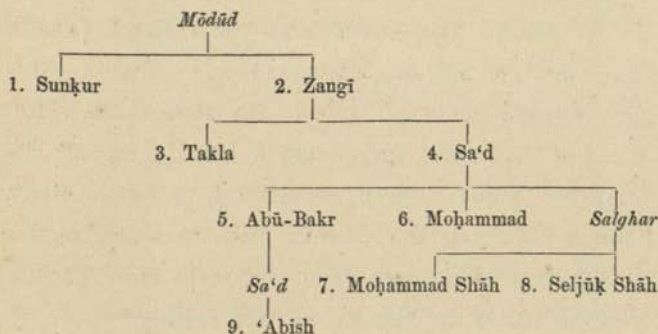 Mōdūd
1. Sunḳur 2. Zangī
3. Takla 4. Sa‘d
5. Abū-Bakr 6. Moḥammad Salghar
Sa‘d 7. Moḥammad Shāh 8. Seljūḳ Shāh
9. ‘Abish